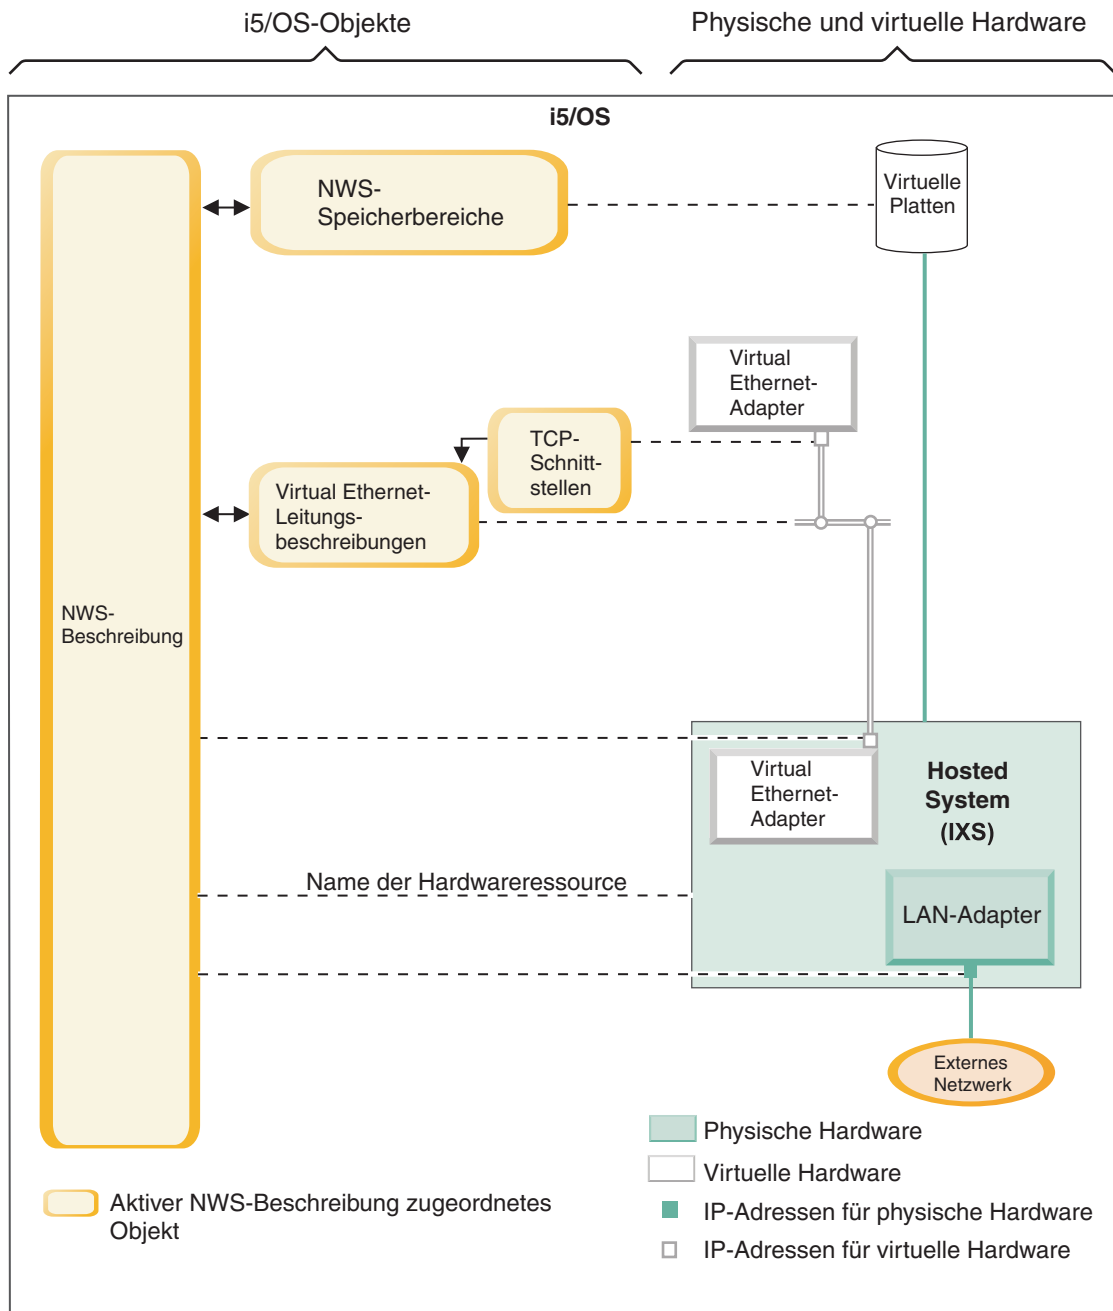 i5/OS-Objekte
Physische und virtuelle Hardware
i5/OS
NWS-
Speicherbereiche
Virtuelle
Platten
Virtual
Ethernet-
Adapter
TCP-
Schnitt-
stellen
Virtual Ethernet-
Leitungs-
beschreibungen
NWS-
Beschreibung
Virtual
Ethernet-
Adapter
Hosted
System
(IXS)
Name der Hardwareressource
LAN-Adapter
Externes
Netzwerk
Physische Hardware
Virtuelle Hardware
IP-Adressen für physische Hardware
IP-Adressen für virtuelle Hardware
Aktiver NWS-Beschreibung zugeordnetes
Objekt